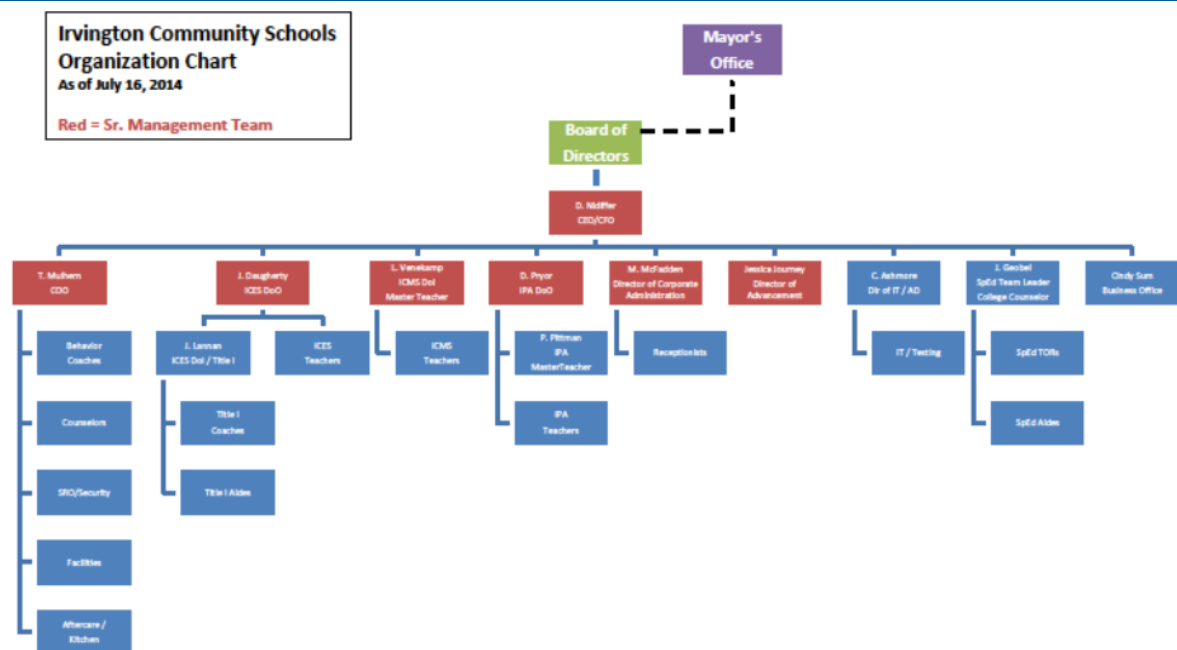 Irvington Community Schools
Organization Chart
As of July 16, 2014
Red = Sr. Management Team
Mayor's
Office
Board of
Directors
D. Nidiffer
CEO/CFO
T. Mulhern
COO
J. Daugherty
ICES DoO
L. Venekamp
ICMS DoI
Master Teacher
D. Pryor
IPA DoO
M. McFadden
Director of Corporate
Administration
Jessica Journey
Director of
Advancement
C. Ashmore
Dir of IT / AD
J. Geobel
SpEd Team Leader
College Counselor
Cindy Sum
Business Office
Behavior
Coaches
J. Lannan
ICES DoI / Title I
ICES
Teachers
ICMS
Teachers
P. Pittman
IPA
MasterTeacher
Receptionists
IT / Testing
SpEd TORs
Counselors
Title I
Coaches
IPA
Teachers
SpEd Aides
SRO/Security
Title I Aides
Facilities
Aftercare /
Kitchen